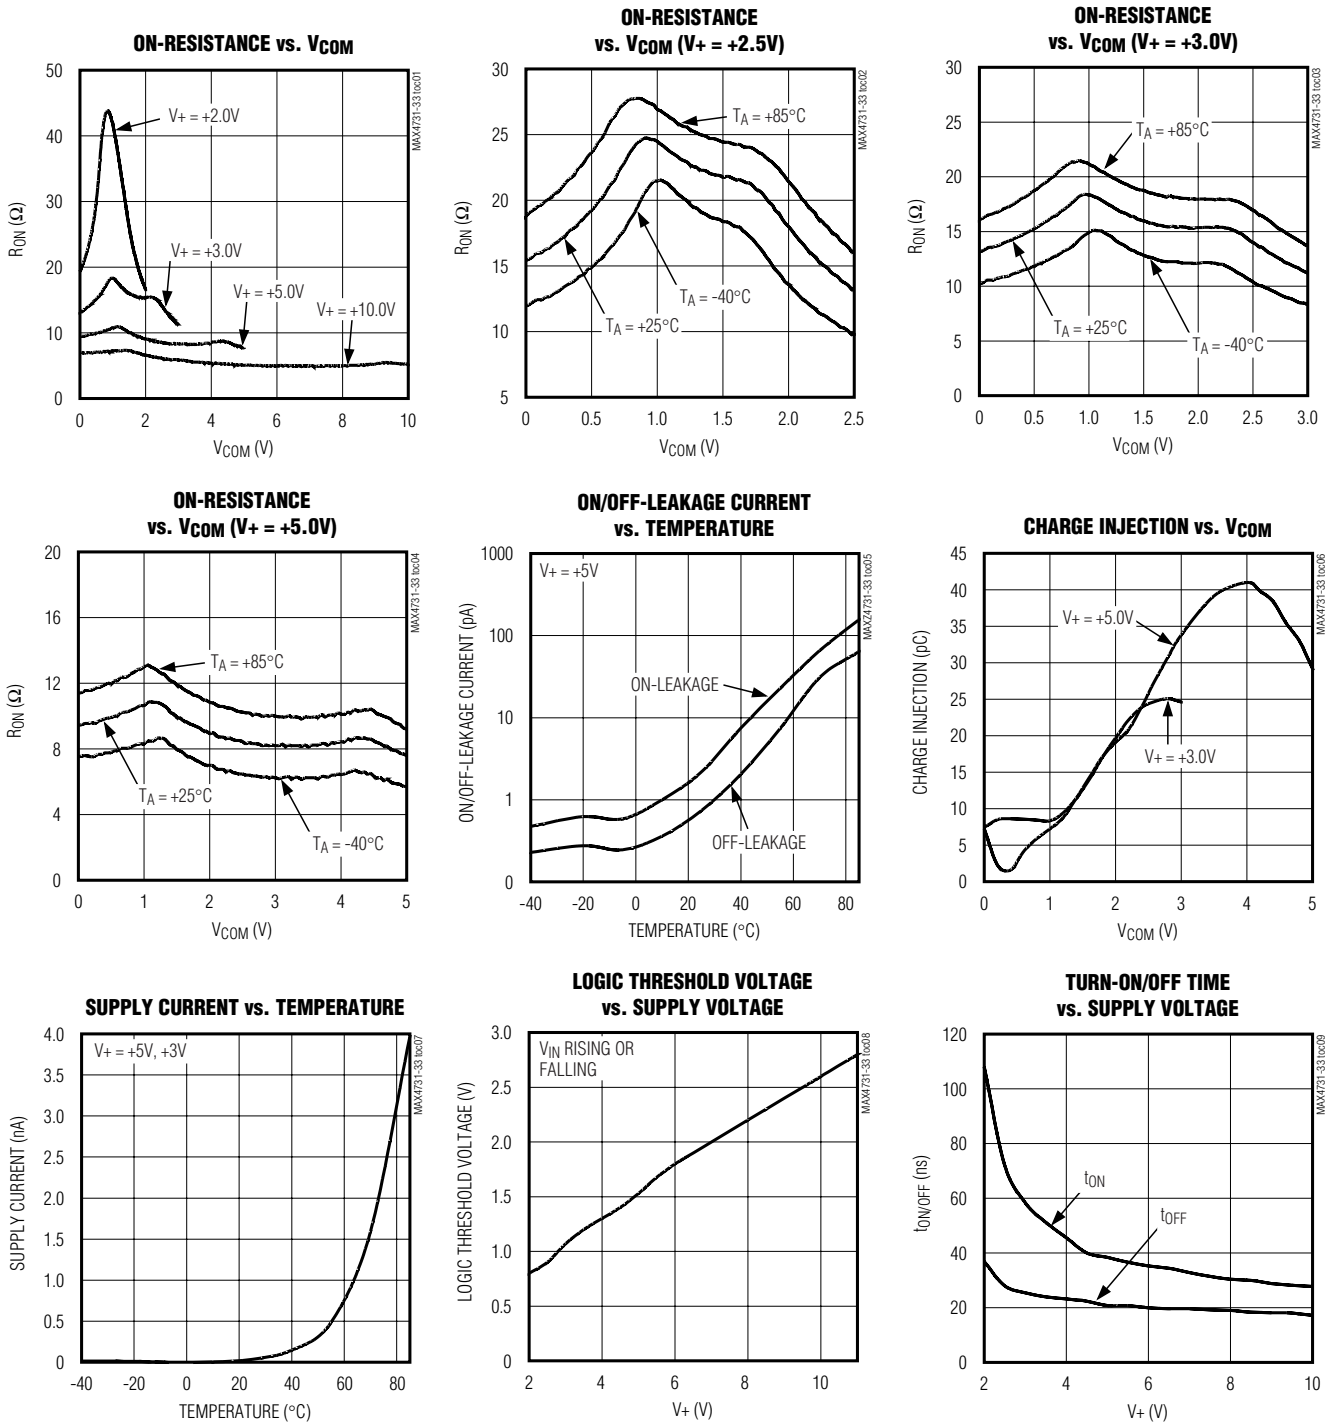 ON-RESISTANCE vs. VCOM
50
40
30
20
10
0
RON (Ω)
V+ = +2.0V
V+ = +3.0V
V+ = +5.0V
V+ = +10.0V
0 2 4 6 8 10
VCOM (V)
MAX4731-33 toc01
ON-RESISTANCE
vs. VCOM (V+ = +2.5V)
30
25
20
15
10
5
RON (Ω)
TA = +85°C
TA = -40°C
TA = +25°C
0 0.5 1.0 1.5 2.0 2.5
VCOM (V)
MAX4731-33 toc02
ON-RESISTANCE
vs. VCOM (V+ = +3.0V)
30
25
20
15
10
5
0
RON (Ω)
TA = +85°C
TA = +25°C
TA = -40°C
0 0.5 1.0 1.5 2.0 2.5 3.0
VCOM (V)
MAX4731-33 toc03
ON-RESISTANCE
vs. VCOM (V+ = +5.0V)
20
16
12
8
4
0
RON (Ω)
TA = +85°C
TA = +25°C
TA = -40°C
0 1 2 3 4 5
VCOM (V)
MAX4731-33 toc04
ON/OFF-LEAKAGE CURRENT
vs. TEMPERATURE
1000
100
10
1
0
ON/OFF-LEAKAGE CURRENT (pA)
V+ = +5V
ON-LEAKAGE
OFF-LEAKAGE
-40 -20 0 20 40 60 80
TEMPERATURE (°C)
MAXZ4731-33 toc05
CHARGE INJECTION vs. VCOM
45
40
35
30
25
20
15
10
5
0
CHARGE INJECTION (pC)
V+ = +5.0V
V+ = +3.0V
0 1 2 3 4 5
VCOM (V)
MAX4731-33 toc06
SUPPLY CURRENT vs. TEMPERATURE
4.0
3.5
3.0
2.5
2.0
1.5
1.0
0.5
0
SUPPLY CURRENT (nA)
V+ = +5V, +3V
-40 -20 0 20 40 60 80
TEMPERATURE (°C)
MAX4731-33 toc07
LOGIC THRESHOLD VOLTAGE
vs. SUPPLY VOLTAGE
3.0
2.5
2.0
1.5
1.0
0.5
0
LOGIC THRESHOLD VOLTAGE (V)
VIN RISING OR
FALLING
2 4 6 8 10
V+ (V)
MAX4731-33 toc08
TURN-ON/OFF TIME
vs. SUPPLY VOLTAGE
120
100
80
60
40
20
0
tON/OFF (ns)
tON
tOFF
2 4 6 8 10
V+ (V)
MAX4731-33 toc09